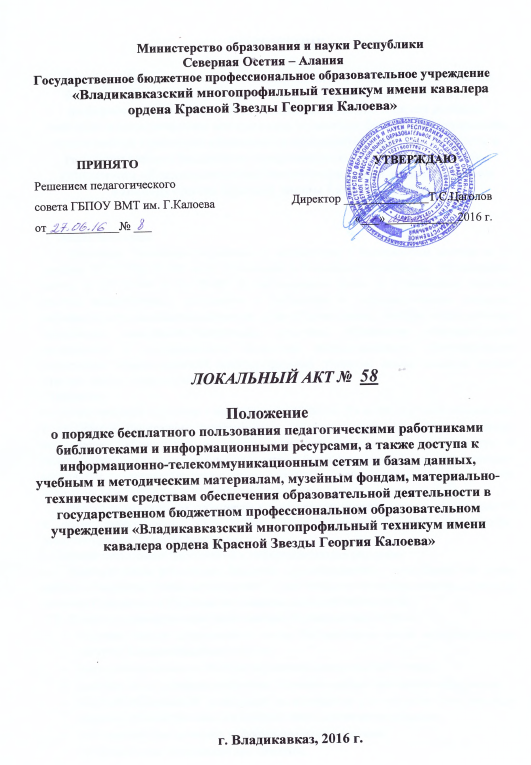 Министерство образования и науки Республики
Северная Осетия – Алания
Государственное бюджетное профессиональное образовательное учреждение
«Владикавказский многопрофильный техникум имени кавалера
ордена Красной Звезды Георгия Калоева»
ПРИНЯТО
Решением педагогического
совета ГБПОУ ВМТ им. Г.Калоева
от 27.06.16 № 8
УТВЕРЖДАЮ
Директор Т.С.Цаголов
2016 г.
ЛОКАЛЬНЫЙ АКТ № 58
Положение
о порядке бесплатного пользования педагогическими работниками
библиотеками и информационными ресурсами, а также доступа к
информационно-телекоммуникационным сетям и базам данных,
учебным и методическим материалам, музейным фондам, материально-
техническим средствам обеспечения образовательной деятельности в
государственном бюджетном профессиональном образовательном
учреждении «Владикавказский многопрофильный техникум имени
кавалера ордена Красной Звезды Георгия Калоева»
г. Владикавказ, 2016 г.